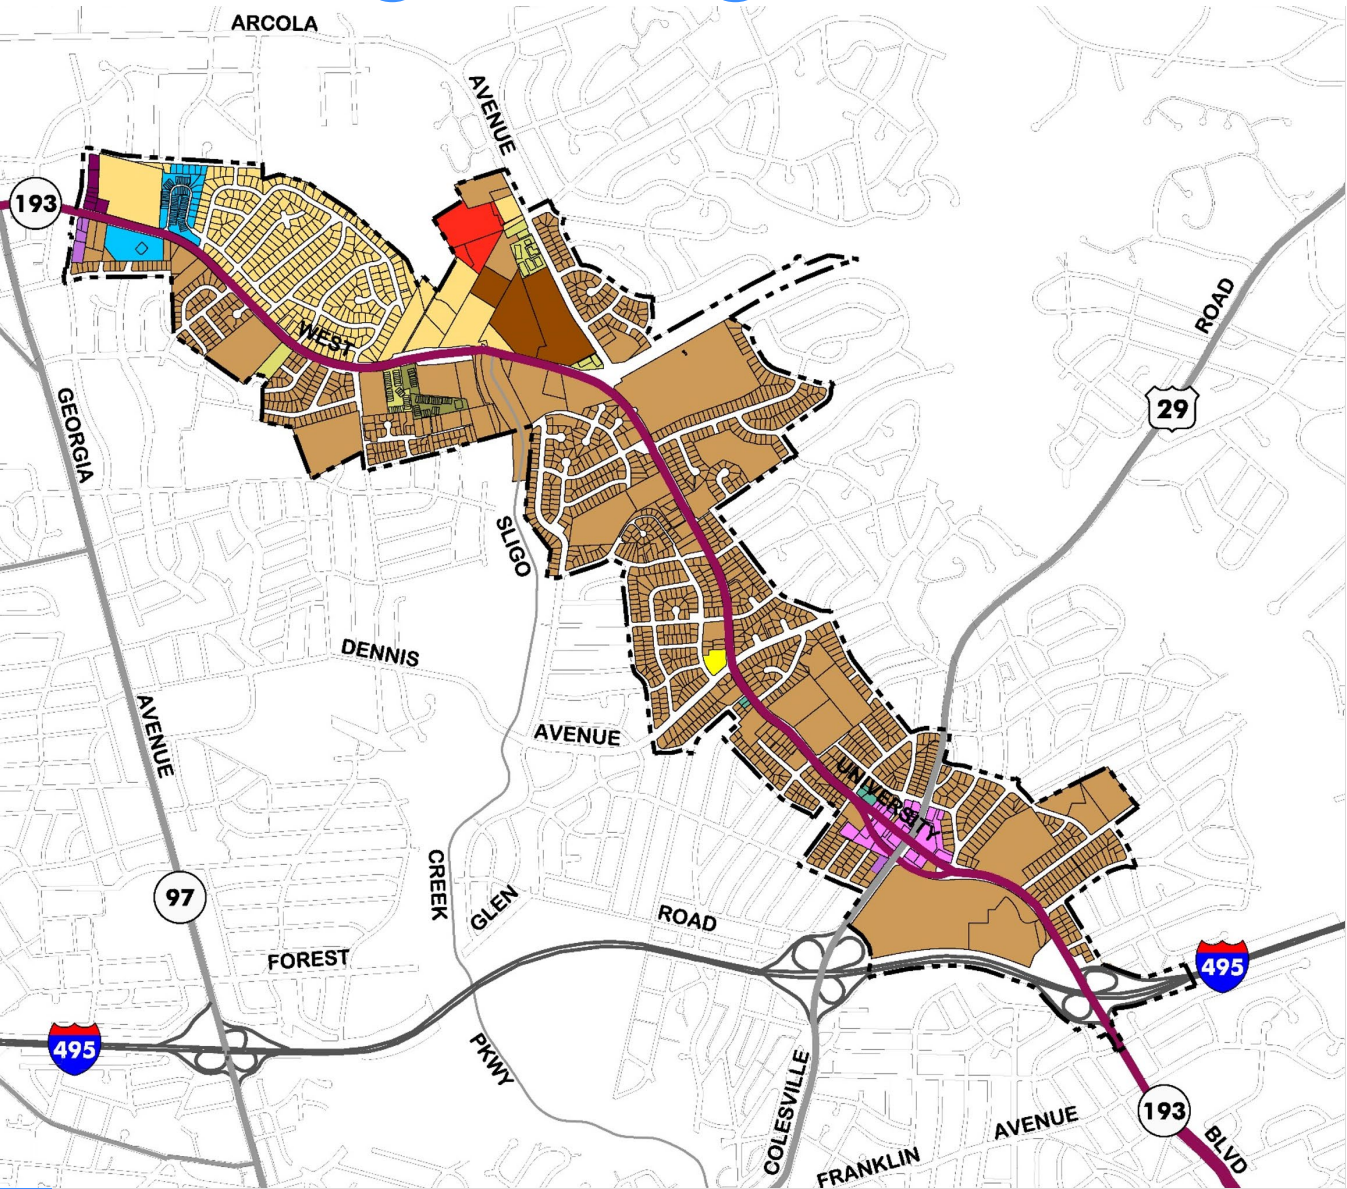 ARCOLA
AVENUE
193
WEST
ROAD
29
GEORGIA
SLIGO
DENNIS
AVENUE
AVENUE
UNIVERSITY
CREEK
97
GLEN
ROAD
FOREST
495
495
PKWY
COLESVILLE
193
AVENUE
BLVD
FRANKLIN